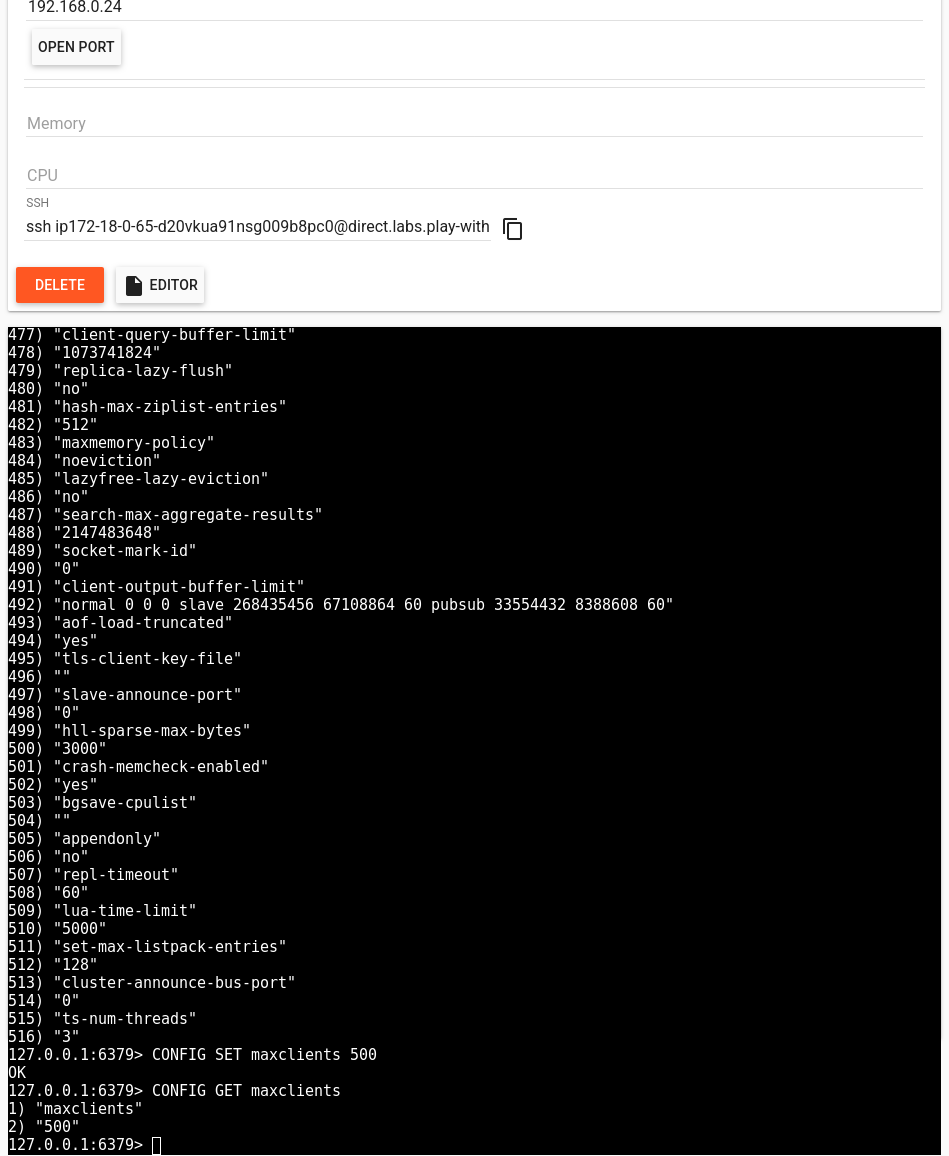 192.168.0.24
OPEN PORT
Memory
CPU
SSH
ssh ip172-18-0-65-d20vkua91nsg009b8pc0@direct.labs.play-with
DELETE
EDITOR
477) "client-query-buffer-limit"
478) "1073741824"
479) "replica-lazy-flush"
480) "no"
481) "hash-max-ziplist-entries"
482) "512"
483) "maxmemory-policy"
484) "noeviction"
485) "lazyfree-lazy-eviction"
486) "no"
487) "search-max-aggregate-results"
488) "2147483648"
489) "socket-mark-id"
490) "0"
491) "client-output-buffer-limit"
492) "normal 0 0 0 slave 268435456 67108864 60 pubsub 33554432 8388608 60"
493) "aof-load-truncated"
494) "yes"
495) "tls-client-key-file"
496) ""
497) "slave-announce-port"
498) "0"
499) "hll-sparse-max-bytes"
500) "3000"
501) "crash-memcheck-enabled"
502) "yes"
503) "bgsave-cpulist"
504) ""
505) "appendonly"
506) "no"
507) "repl-timeout"
508) "60"
509) "lua-time-limit"
510) "5000"
511) "set-max-listpack-entries"
512) "128"
513) "cluster-announce-bus-port"
514) "0"
515) "ts-num-threads"
516) "3"
127.0.0.1:6379> CONFIG SET maxclients 500
OK
127.0.0.1:6379> CONFIG GET maxclients
1) "maxclients"
2) "500"
127.0.0.1:6379>